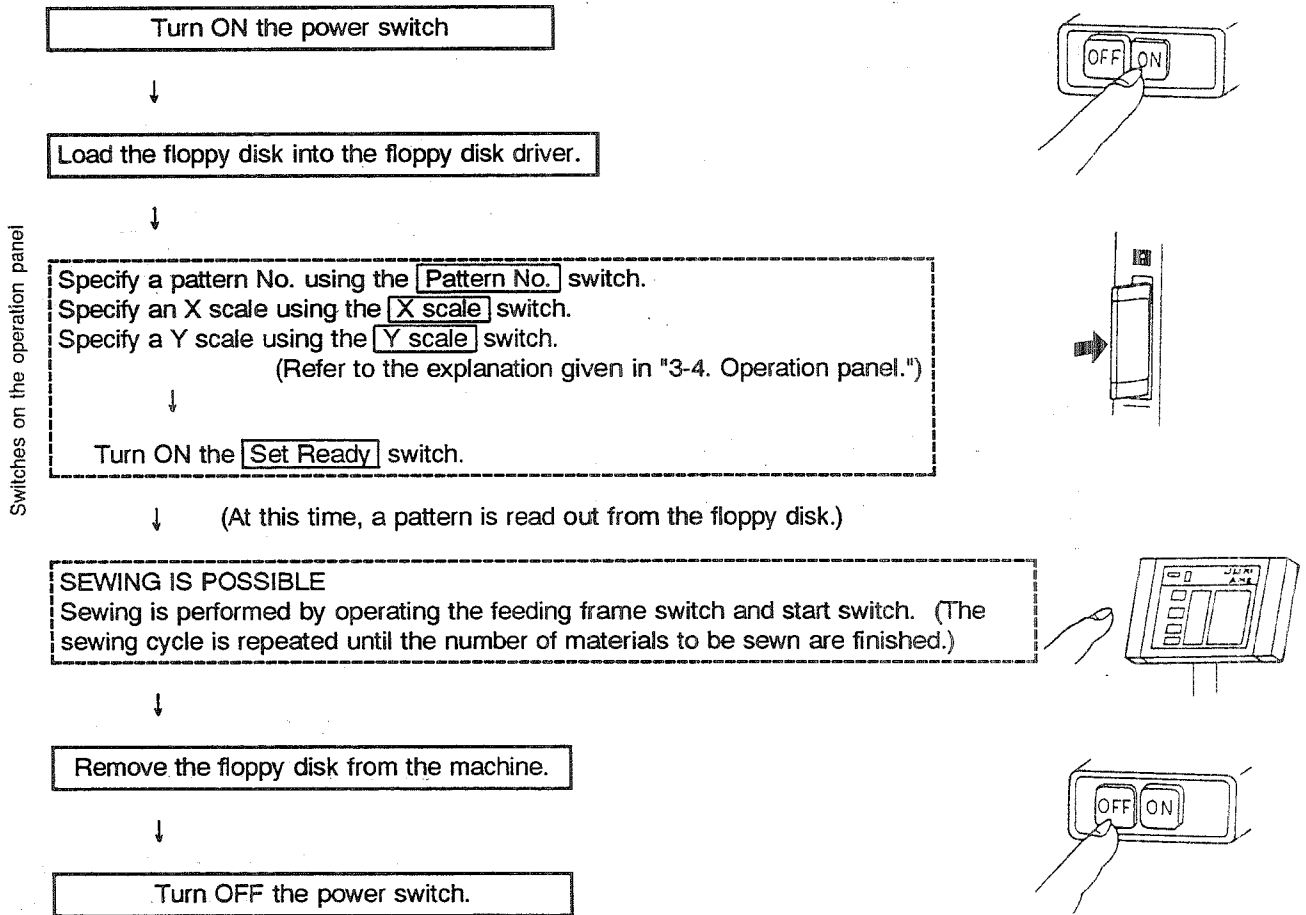 Turn ON the power switch
OFF ON
Load the floppy disk into the floppy disk driver.
Switches on the operation panel
Specify a pattern No. using the Pattern No. switch.
Specify an X scale using the X scale switch.
Specify a Y scale using the Y scale switch.
(Refer to the explanation given in "3-4. Operation panel.")
Turn ON the Set Ready switch.
(At this time, a pattern is read out from the floppy disk.)
SEWING IS POSSIBLE
Sewing is performed by operating the feeding frame switch and start switch. (The
sewing cycle is repeated until the number of materials to be sewn are finished.)
Remove the floppy disk from the machine.
OFF ON
Turn OFF the power switch.